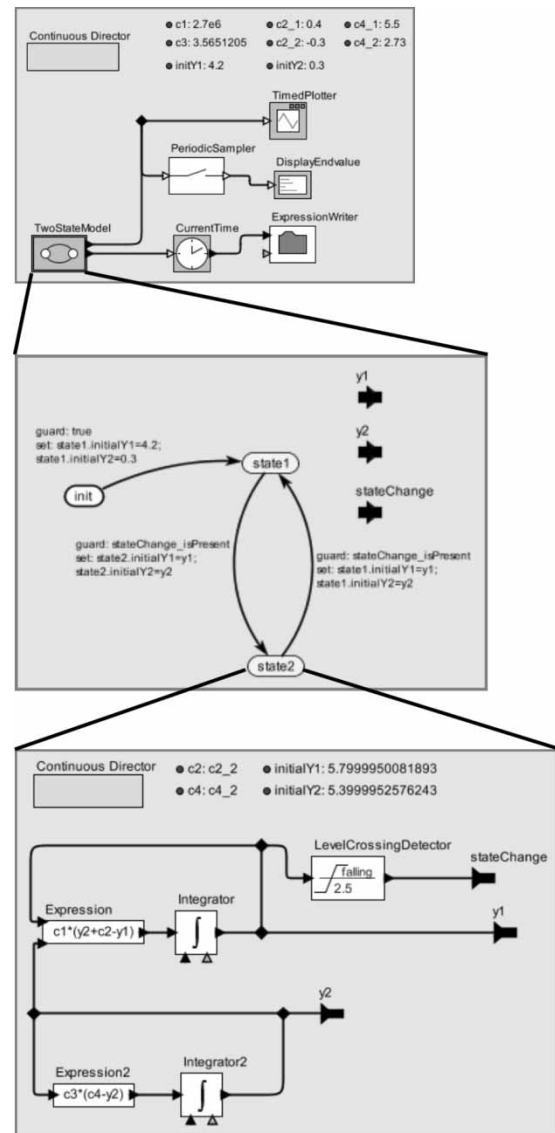 Continuous Director
c1: 2.7e6 c2_1: 0.4 c4_1: 5.5
c3: 3.5651205 c2_2: -0.3 c4_2: 2.73
initY1: 4.2 initY2: 0.3
TimedPlotter
PeriodicSampler
DisplayEndvalue
TwoStateModel
CurrentTime
ExpressionWriter
y1
guard: true
set: state1.initialY1=4.2;
state1.initialY2=0.3
y2
state1
init
stateChange
guard: stateChange_isPresent
set: state2.initialY1=y1;
state2.initialY2=y2
guard: stateChange_isPresent
set: state1.initialY1=y1;
state1.initialY2=y2
state2
Continuous Director
c2: c2_2 initialY1: 5.7999950081893
c4: c4_2 initialY2: 5.3999952576243
LevelCrossingDetector
stateChange
falling
2.5
Expression
Integrator
y1
c1*(y2+c2-y1)
∫
y2
Expression2
Integrator2
c3*(c4-y2)
∫